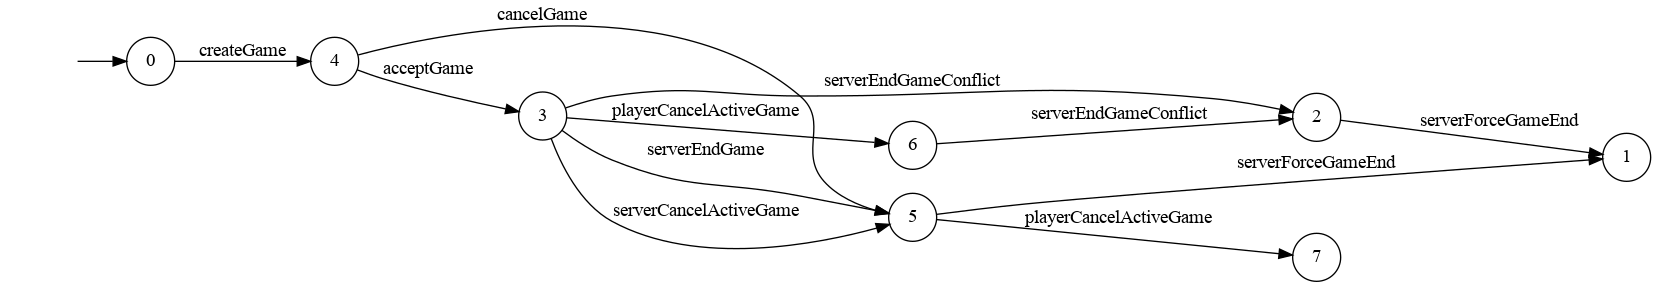 cancelGame
createGame
0
4
acceptGame
serverEndGameConflict
playerCancelActiveGame
3
serverEndGameConflict
2
serverForceGameEnd
6
serverEndGame
1
serverForceGameEnd
serverCancelActiveGame
5
playerCancelActiveGame
7